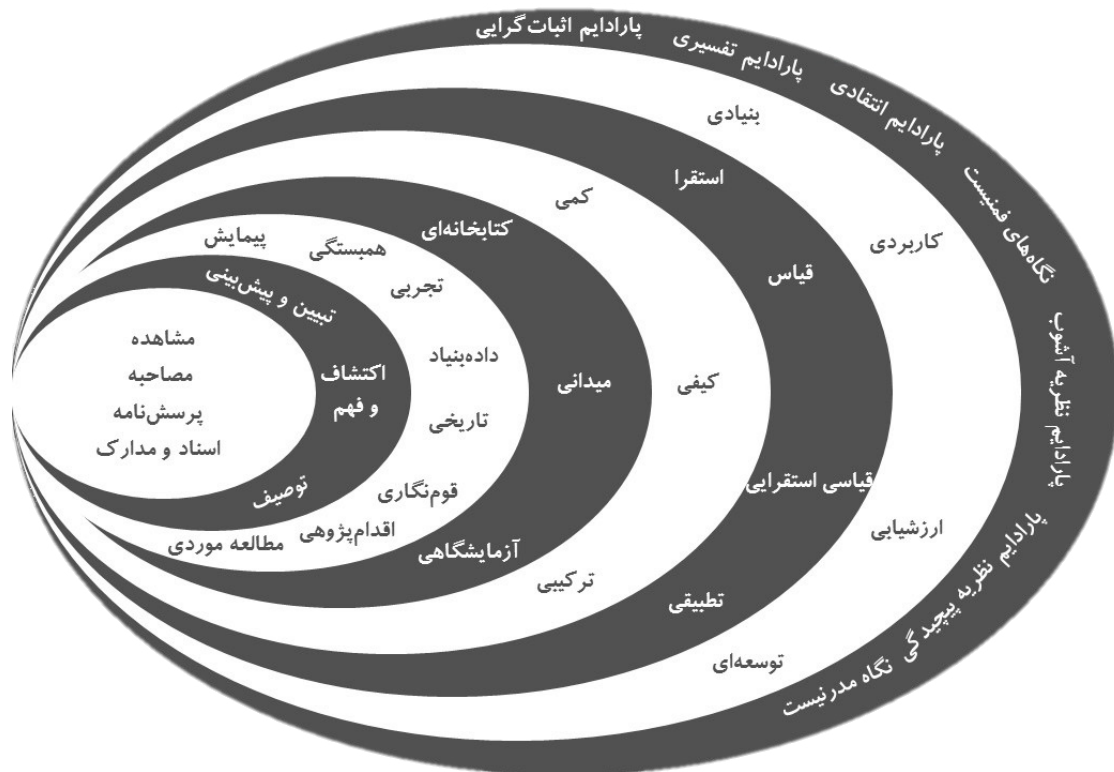 پارادایم اثبات‌گرایی
پارادایم تفسیری
پارادایم انتقادی
نگاه‌های فمنیست
پارادایم نظریه آشوب
پارادایم نظریه پیچیدگی
نگاه مدرنیست
بنیادی
کاربردی
ارزشیابی
توسعه‌ای
استقرا
قیاس
قیاسی استقرایی
تطبیقی
کمی
کیفی
ترکیبی
کتابخانه‌ای
میدانی
آزمایشگاهی
پیمایش
همبستگی
تجربی
داده‌بنیاد
تاریخی
قوم‌نگاری
اقدام‌پژوهی
مطالعه موردی
تبیین و پیش‌بینی
اکتشاف
و فهم
توصیف
مشاهده
مصاحبه
پرسش‌نامه
اسناد و مدارک